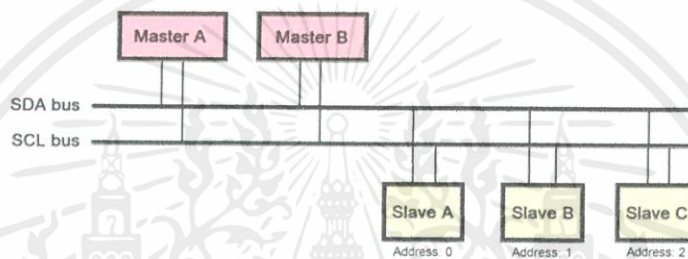 Master A Master B
SDA bus
SCL bus
Slave A Slave B Slave C
Address: 0 Address: 1 Address: 2